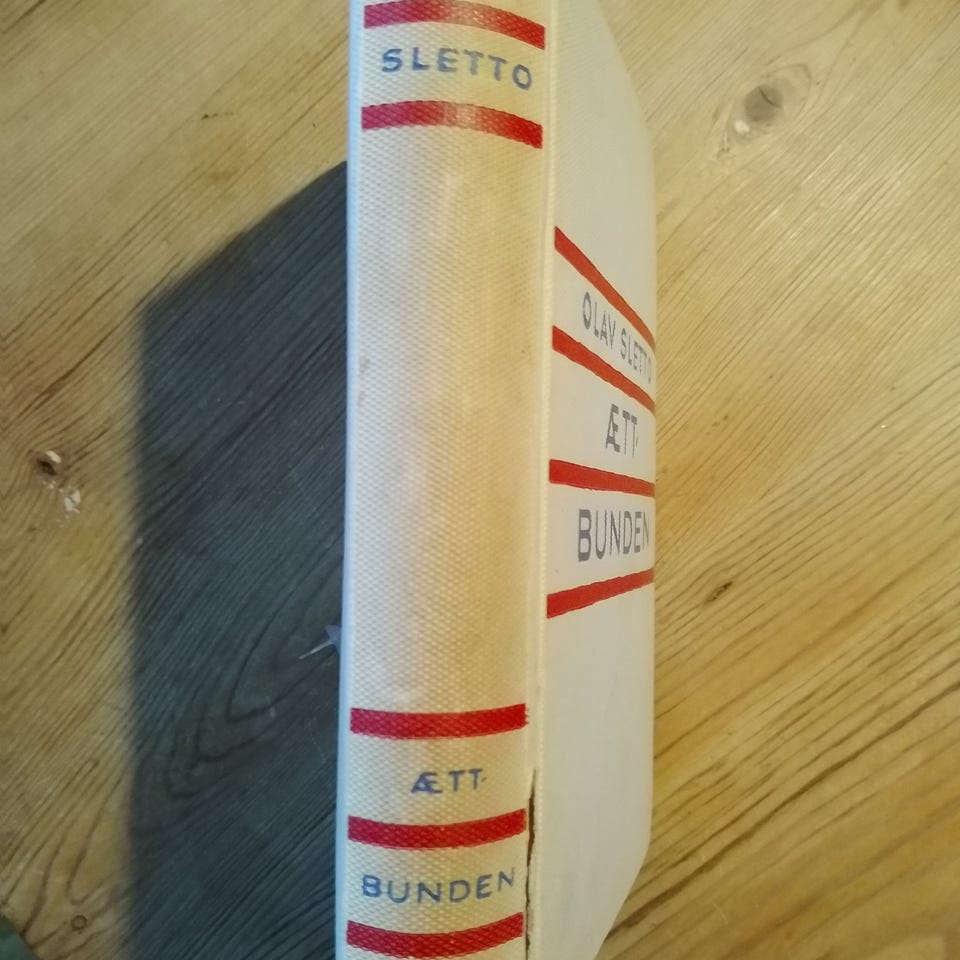 SLETTO
ÆTT-
BUNDEN
OLAV SLETTO
ÆTT-
BUNDEN